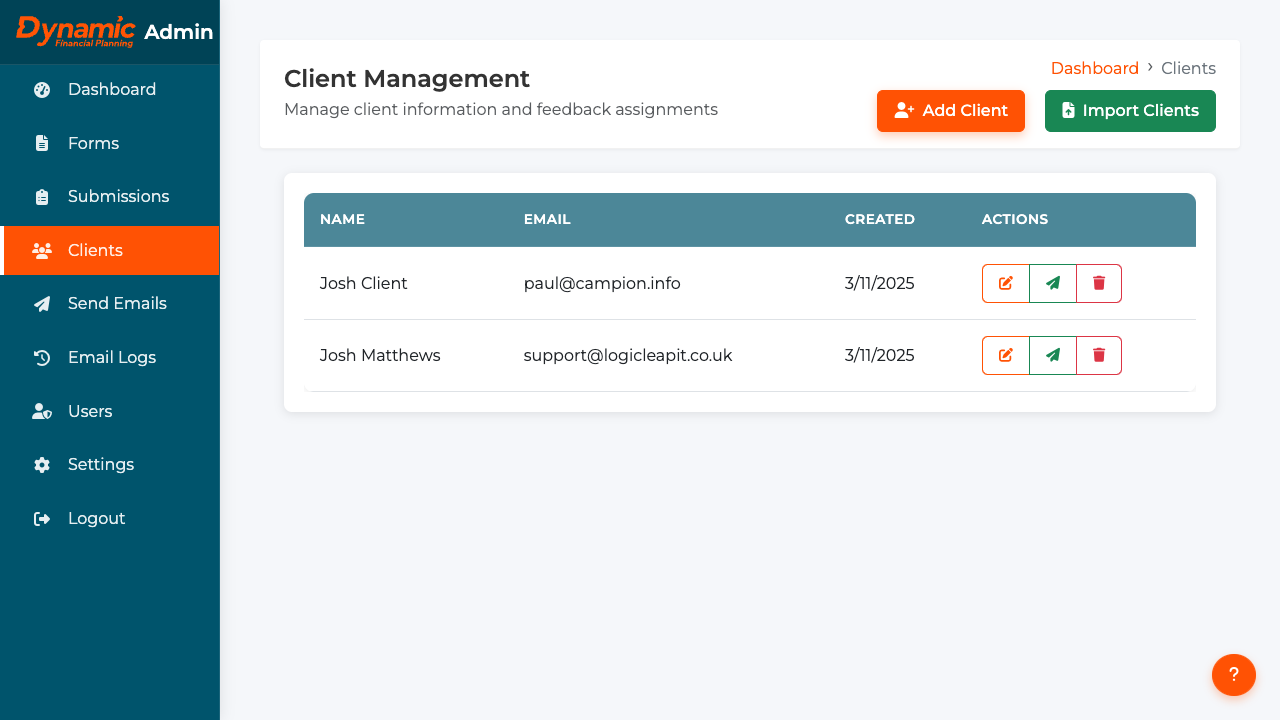 Dynamic
Financial Planning
Admin
Dashboard
Forms
Submissions
Clients
Send Emails
Email Logs
Users
Settings
Logout
Dashboard › Clients
Client Management
Manage client information and feedback assignments
Add Client
Import Clients
NAME EMAIL CREATED ACTIONS
Josh Client paul@campion.info 3/11/2025
Josh Matthews support@logicleapit.co.uk 3/11/2025
?